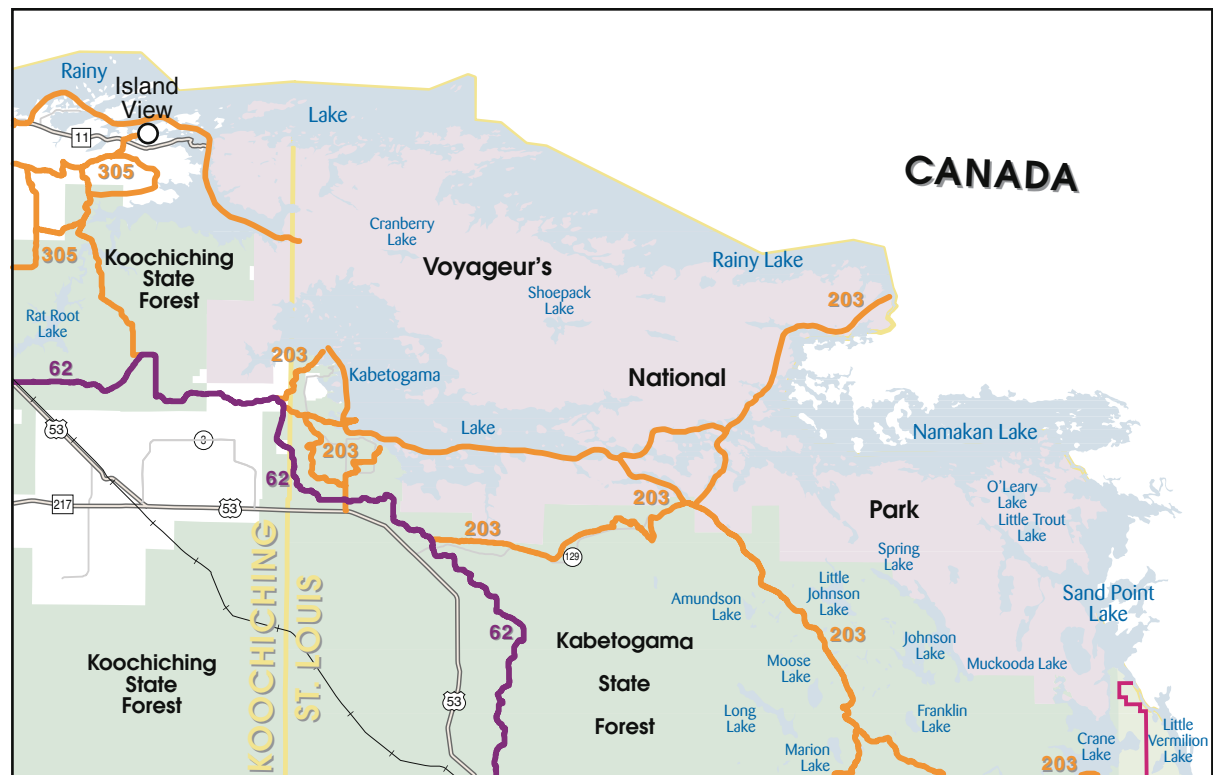 Rainy
Island
View
Lake
11
CANADA
305
Cranberry
Lake
305
Koochiching
State
Forest
Voyageur's
Rainy Lake
Shoepack
Lake
203
Rat Root
Lake
203
62
Kabetogama
National
53
Lake
Namakan Lake
203
62
O'Leary
Lake
217
53
203
Park
Little Trout
Lake
203
129
Spring
Lake
KOOCHICHING
ST. LOUIS
Amundson
Lake
Little
Johnson
Lake
Sand Point
Lake
62
203
Kabetogama
State
Forest
Johnson
Lake
Koochiching
State
Forest
Moose
Lake
Muckooda Lake
53
Long
Lake
Franklin
Lake
Marion
Lake
Crane
Lake
Little
Vermilion
Lake
203